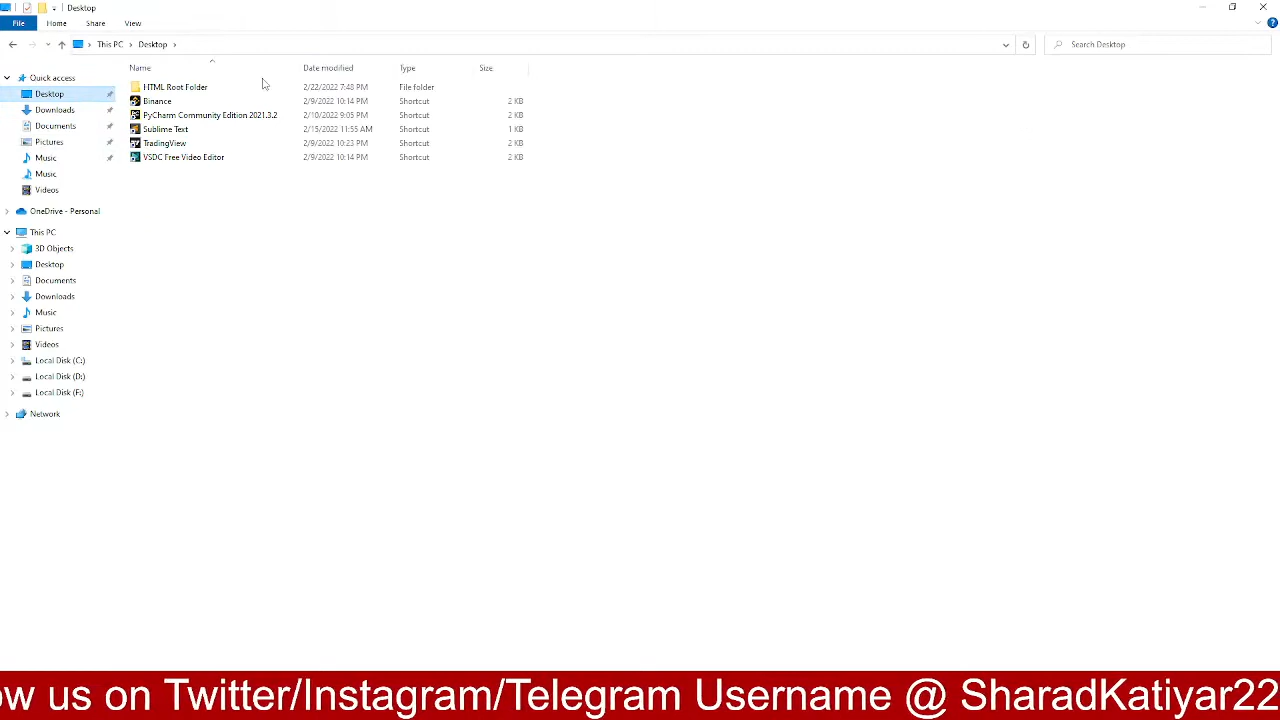 Desktop
File Home Share View
This PC Desktop Search Desktop
Name Date modified Type Size
Quick access
Desktop
Downloads
Documents
Pictures
Music
Music
Videos
OneDrive - Personal
This PC
3D Objects
Desktop
Documents
Downloads
Music
Pictures
Videos
Local Disk (C:)
Local Disk (D:)
Local Disk (F:)
Network
HTML Root Folder 2/22/2022 7:48 PM File folder
Binance 2/9/2022 10:14 PM Shortcut 2 KB
PyCharm Community Edition 2021.3.2 2/10/2022 9:05 PM Shortcut 2 KB
Sublime Text 2/15/2022 11:55 AM Shortcut 1 KB
TradingView 2/9/2022 10:23 PM Shortcut 2 KB
VSDC Free Video Editor 2/9/2022 10:14 PM Shortcut 2 KB
ow us on Twitter/Instagram/Telegram Username @ SharadKatiyar22